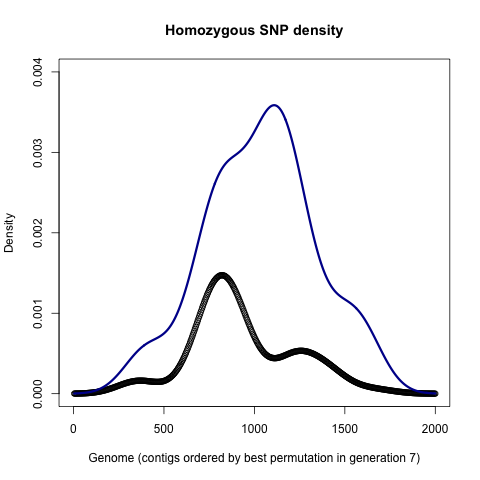 Homozygous SNP density
0.004
0.003
0.002
0.001
0.000
Density
0 500 1000 1500 2000
Genome (contigs ordered by best permutation in generation 7)